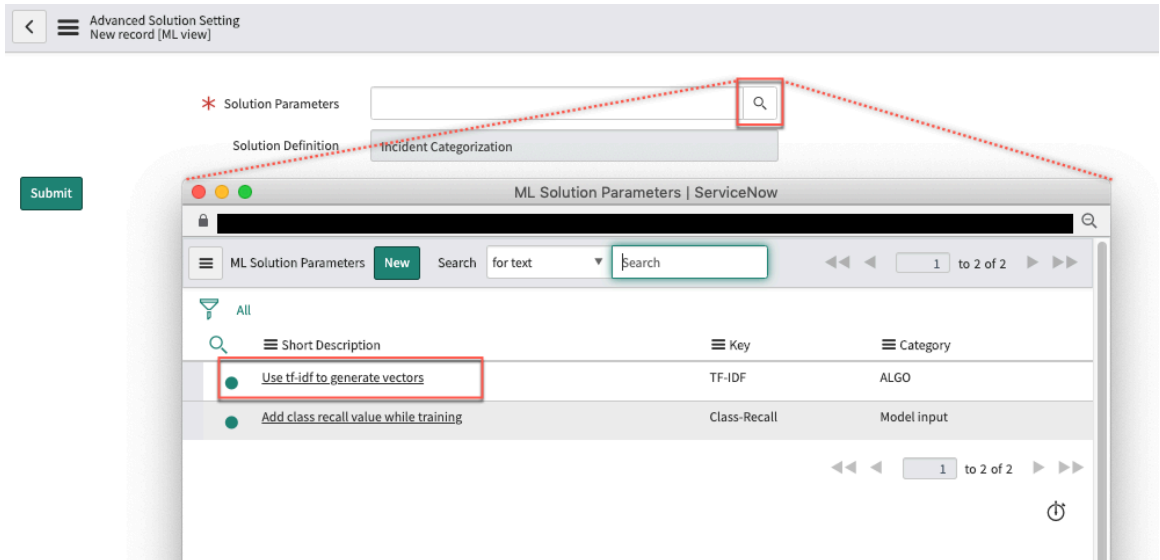 Advanced Solution Setting
New record [ML view]
Solution Parameters
Solution Definition Incident Categorization
Submit
ML Solution Parameters | ServiceNow
ML Solution Parameters New Search for text Search 1 to 2 of 2
All
Short Description Key Category
Use tf-idf to generate vectors TF-IDF ALGO
Add class recall value while training Class-Recall Model input
1 to 2 of 2